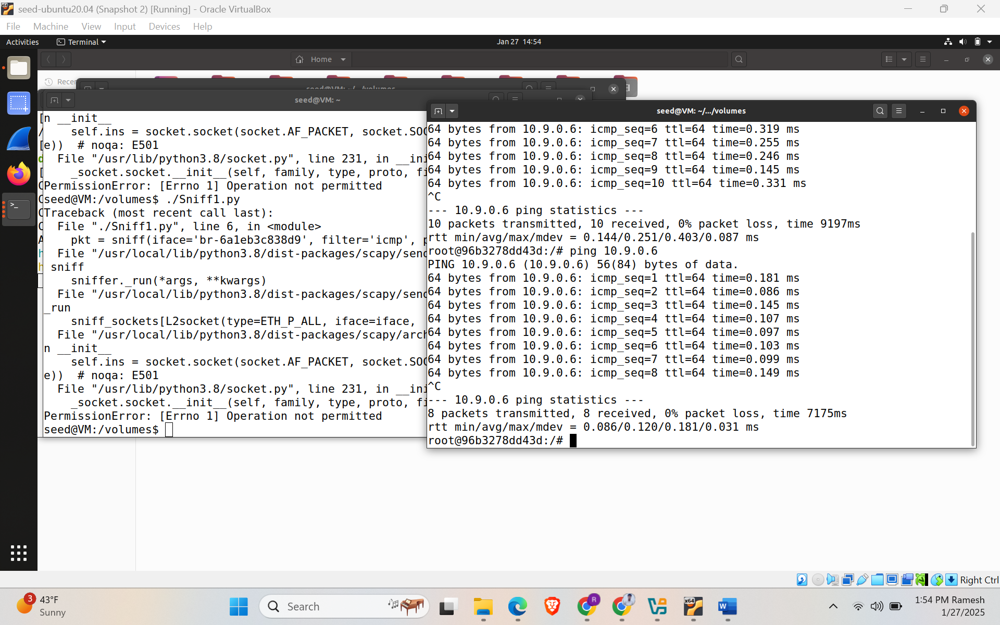 seed-ubuntu20.04 (Snapshot 2) [Running] - Oracle VirtualBox
File Machine View Input Devices Help
Activities Terminal Jan 27 14:54
Home
Recen
seed@VM: ~/.../volumes
seed@VM: ~
[n __init__
/    self.ins = socket.socket(socket.AF_PACKET, socket.SOC
[e))  # noqa: E501
d  File "/usr/lib/python3.8/socket.py", line 231, in __ini
[    _socket.socket.__init__(self, family, type, proto, fi
CPermissionError: [Errno 1] Operation not permitted
Cseed@VM:/volumes$ ./Sniff1.py
CTraceback (most recent call last):
C  File "./Sniff1.py", line 6, in <module>
A    pkt = sniff(iface='br-6a1eb3c838d9', filter='icmp', p
h  File "/usr/local/lib/python3.8/dist-packages/scapy/send
h sniff
    sniffer._run(*args, **kwargs)
  File "/usr/local/lib/python3.8/dist-packages/scapy/send
_run
    sniff_sockets[L2socket(type=ETH_P_ALL, iface=iface,
  File "/usr/local/lib/python3.8/dist-packages/scapy/arch
n __init__
    self.ins = socket.socket(socket.AF_PACKET, socket.SOC
e))  # noqa: E501
  File "/usr/lib/python3.8/socket.py", line 231, in __ini
    _socket.socket.__init__(self, family, type, proto, fi
PermissionError: [Errno 1] Operation not permitted
seed@VM:/volumes$
seed@VM: ~/.../volumes
64 bytes from 10.9.0.6: icmp_seq=6 ttl=64 time=0.319 ms
64 bytes from 10.9.0.6: icmp_seq=7 ttl=64 time=0.255 ms
64 bytes from 10.9.0.6: icmp_seq=8 ttl=64 time=0.246 ms
64 bytes from 10.9.0.6: icmp_seq=9 ttl=64 time=0.145 ms
64 bytes from 10.9.0.6: icmp_seq=10 ttl=64 time=0.331 ms
^C
--- 10.9.0.6 ping statistics ---
10 packets transmitted, 10 received, 0% packet loss, time 9197ms
rtt min/avg/max/mdev = 0.144/0.251/0.403/0.087 ms
root@96b3278dd43d:/# ping 10.9.0.6
PING 10.9.0.6 (10.9.0.6) 56(84) bytes of data.
64 bytes from 10.9.0.6: icmp_seq=1 ttl=64 time=0.181 ms
64 bytes from 10.9.0.6: icmp_seq=2 ttl=64 time=0.086 ms
64 bytes from 10.9.0.6: icmp_seq=3 ttl=64 time=0.145 ms
64 bytes from 10.9.0.6: icmp_seq=4 ttl=64 time=0.107 ms
64 bytes from 10.9.0.6: icmp_seq=5 ttl=64 time=0.097 ms
64 bytes from 10.9.0.6: icmp_seq=6 ttl=64 time=0.103 ms
64 bytes from 10.9.0.6: icmp_seq=7 ttl=64 time=0.099 ms
64 bytes from 10.9.0.6: icmp_seq=8 ttl=64 time=0.149 ms
^C
--- 10.9.0.6 ping statistics ---
8 packets transmitted, 8 received, 0% packet loss, time 7175ms
rtt min/avg/max/mdev = 0.086/0.120/0.181/0.031 ms
root@96b3278dd43d:/#
Right Ctrl
3
43°F
Sunny
Search
R
x64
W
1:54 PM Ramesh
1/27/2025